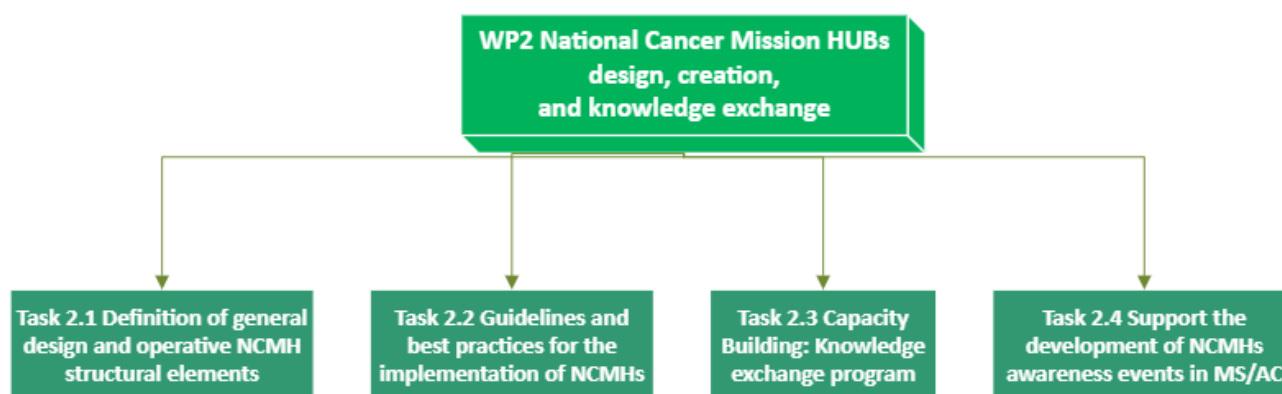 WP2 National Cancer Mission HUBs
design, creation,
and knowledge exchange
Task 2.1 Definition of general
design and operative NCMH
structural elements
Task 2.2 Guidelines and
best practices for the
implementation of NCMHs
Task 2.3 Capacity
Building: Knowledge
exchange program
Task 2.4 Support the
development of NCMHs
awareness events in MS/AC